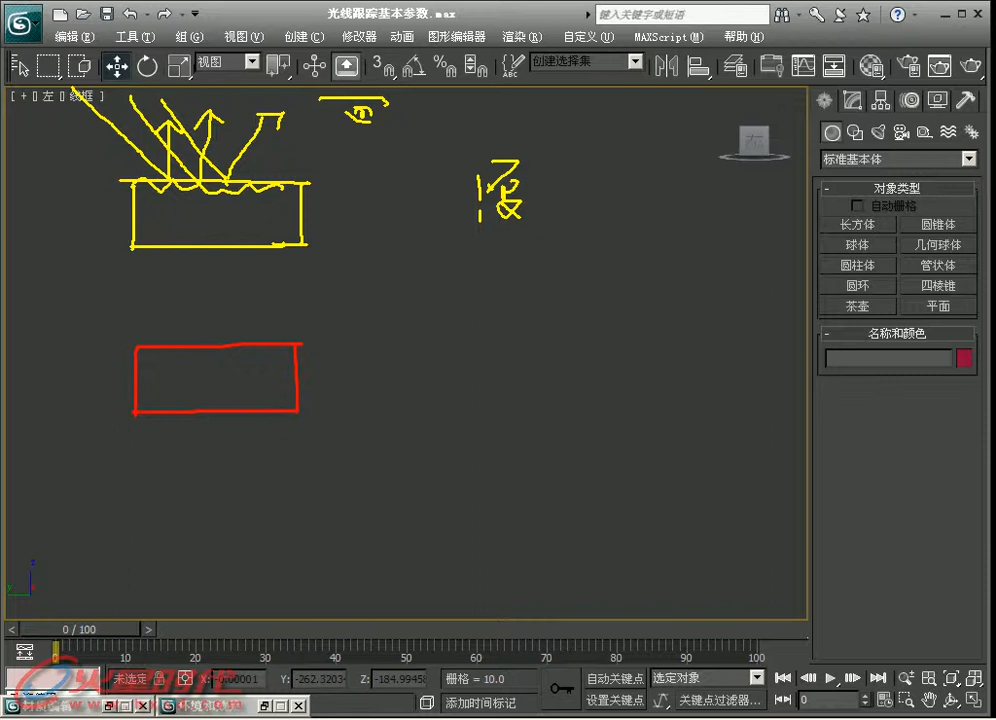 光线跟踪基本参数.max
键入关键字或短语
编辑(E) 工具(T) 组(G) 视图(V) 创建(C) 修改器 动画 图形编辑器 渲染(R) 自定义(U) MAXScript(M) 帮助(H)
视图
3
ABC
创建选择集
[ + ] [ 左 ] [ 线框 ]
标准基本体
对象类型
自动栅格
长方体 圆锥体
球体 几何球体
圆柱体 管状体
圆环 四棱锥
茶壶 平面
名称和颜色
z
y
0 / 100
0 10 20 30 40 50 60 70 80 90 100
未选定
Y: -262.3203
Z: -184.9945
栅格 = 10.0
自动关键点
选定对象
添加时间标记
设置关键点
关键点过滤器...
0